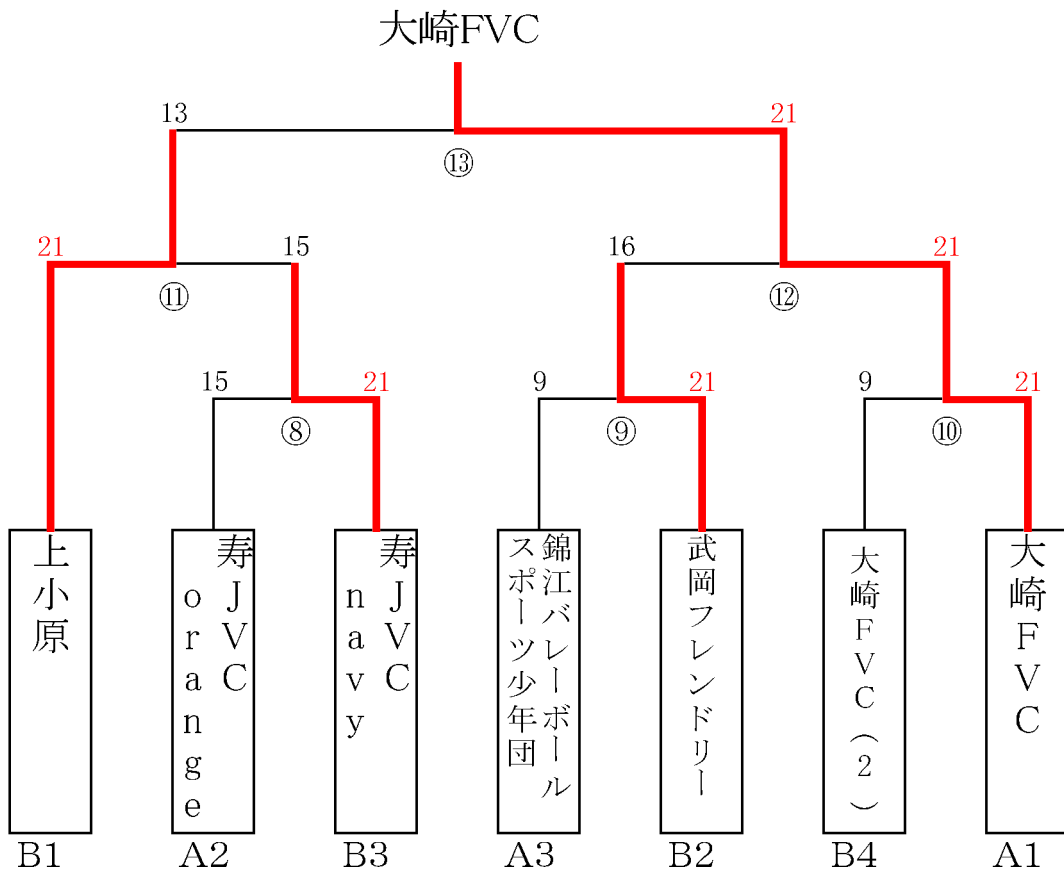 大崎FVC
13
21
⑬
21
15
16
21
⑪
⑫
15
21
9
21
9
21
⑧
⑨
⑩
上小原
寿JVC
orange
寿JVC
navy
錦江バレーボール
スポーツ少年団
武岡フレンドリー
大崎FVC（2）
大崎FVC
B1
A2
B3
A3
B2
B4
A1